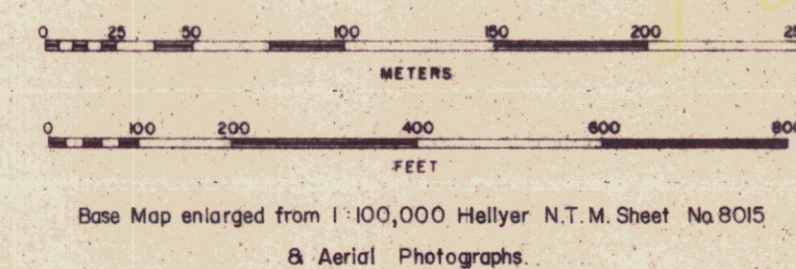 0 25 50 100 150 200
METERS
0 100 200 400 600 800
FEET
Base Map enlarged from 1:100,000 Hellyer N.T.M. Sheet No. 8015
& Aerial Photographs.